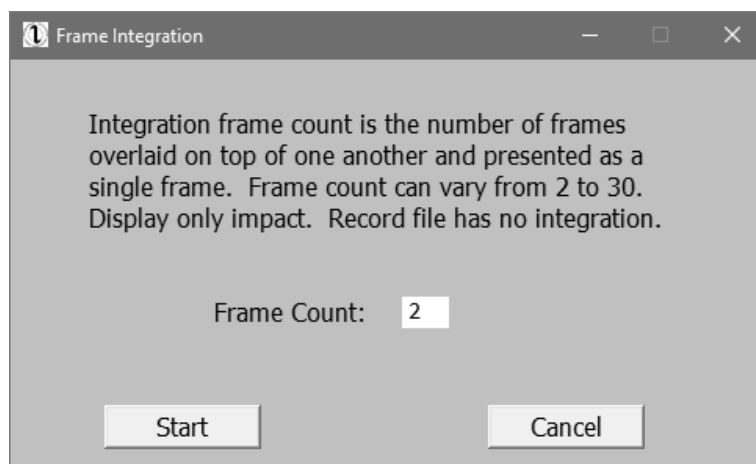 Frame Integration
Integration frame count is the number of frames
overlaid on top of one another and presented as a
single frame.  Frame count can vary from 2 to 30.
Display only impact.  Record file has no integration.
Frame Count: 2
Start Cancel